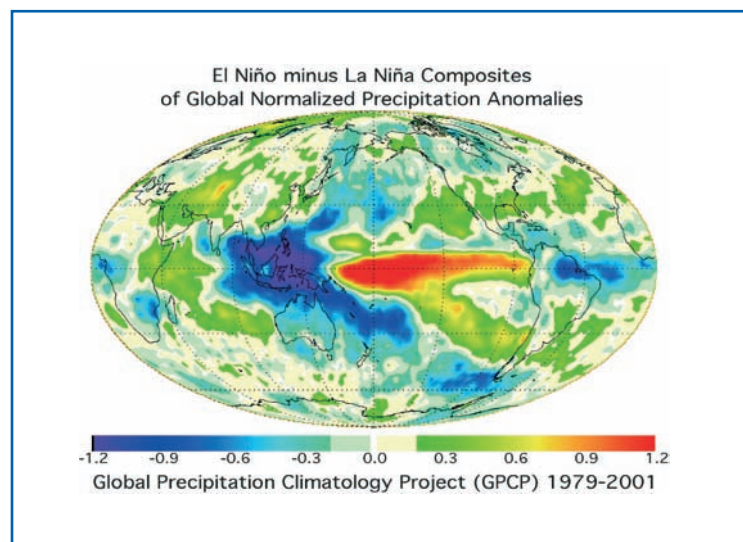 El Niño minus La Niña Composites
of Global Normalized Precipitation Anomalies
-1.2 -0.9 -0.6 -0.3 0.0 0.3 0.6 0.9 1.2
Global Precipitation Climatology Project (GPCP) 1979-2001